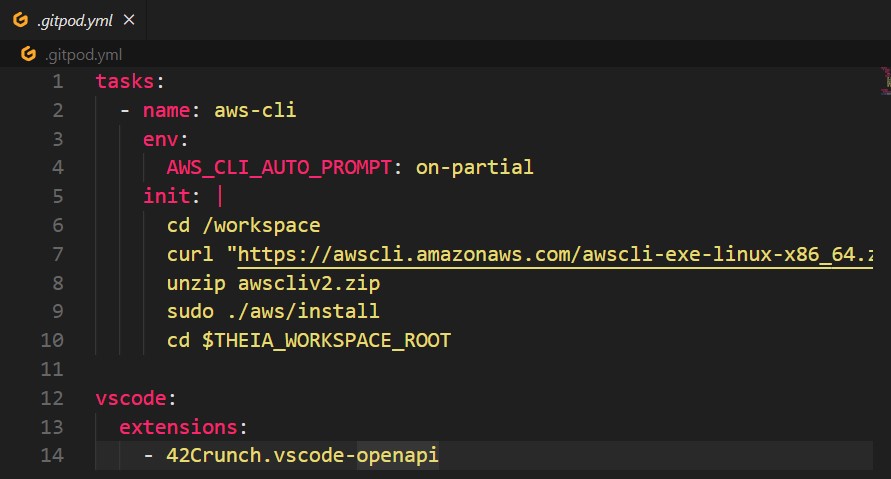 .gitpod.yml ×
.gitpod.yml
1 tasks:
2   - name: aws-cli
3     env:
4       AWS_CLI_AUTO_PROMPT: on-partial
5     init: |
6       cd /workspace
7       curl "https://awscli.amazonaws.com/awscli-exe-linux-x86_64.z
8       unzip awscliv2.zip
9       sudo ./aws/install
10       cd $THEIA_WORKSPACE_ROOT
11
12 vscode:
13   extensions:
14     - 42Crunch.vscode-openapi